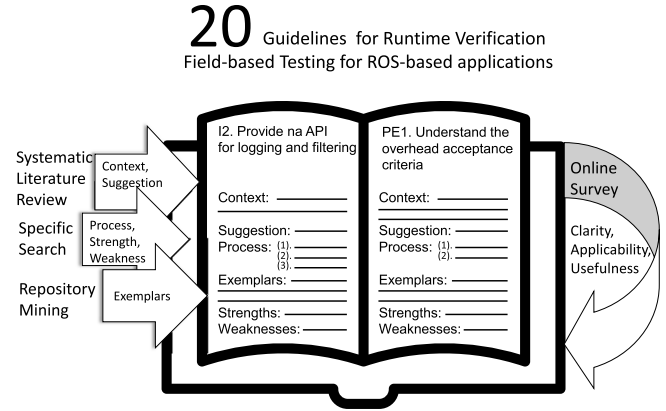 20 Guidelines for Runtime Verification
Field-based Testing for ROS-based applications
Systematic
Literature
Review
Context,
Suggestion
Specific
Search
Process,
Strength,
Weakness
Repository
Mining
Exemplars
I2. Provide na API
for logging and filtering
Context:
Suggestion:
Process: (1).
(2).
(3).
Exemplars:
Strengths:
Weaknesses:
PE1. Understand the
overhead acceptance
criteria
Context:
Suggestion:
Process: (1).
(2).
Exemplars:
Strengths:
Weaknesses:
Online
Survey
Clarity,
Applicability,
Usefulness